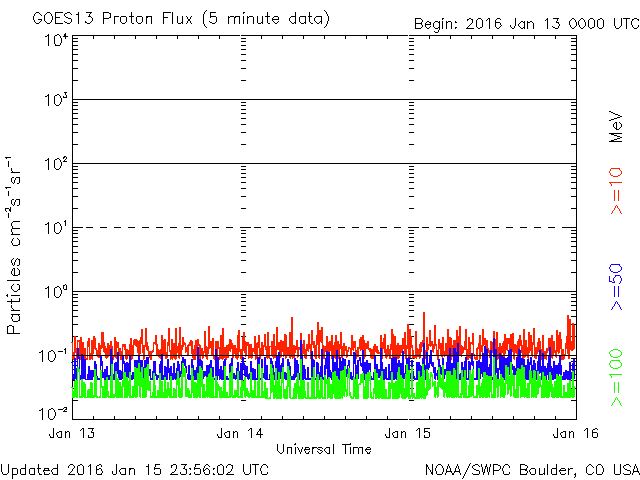 GOES13 Proton Flux (5 minute data)
Begin: 2016 Jan 13 0000 UTC
10⁴
10³
10²
10¹
10⁰
10⁻¹
10⁻²
Particles cm⁻²s⁻¹sr⁻¹
MeV
>=10
>=50
>=100
Jan 13
Jan 14
Jan 15
Jan 16
Universal Time
Updated 2016 Jan 15 23:56:02 UTC
NOAA/SWPC Boulder, CO USA